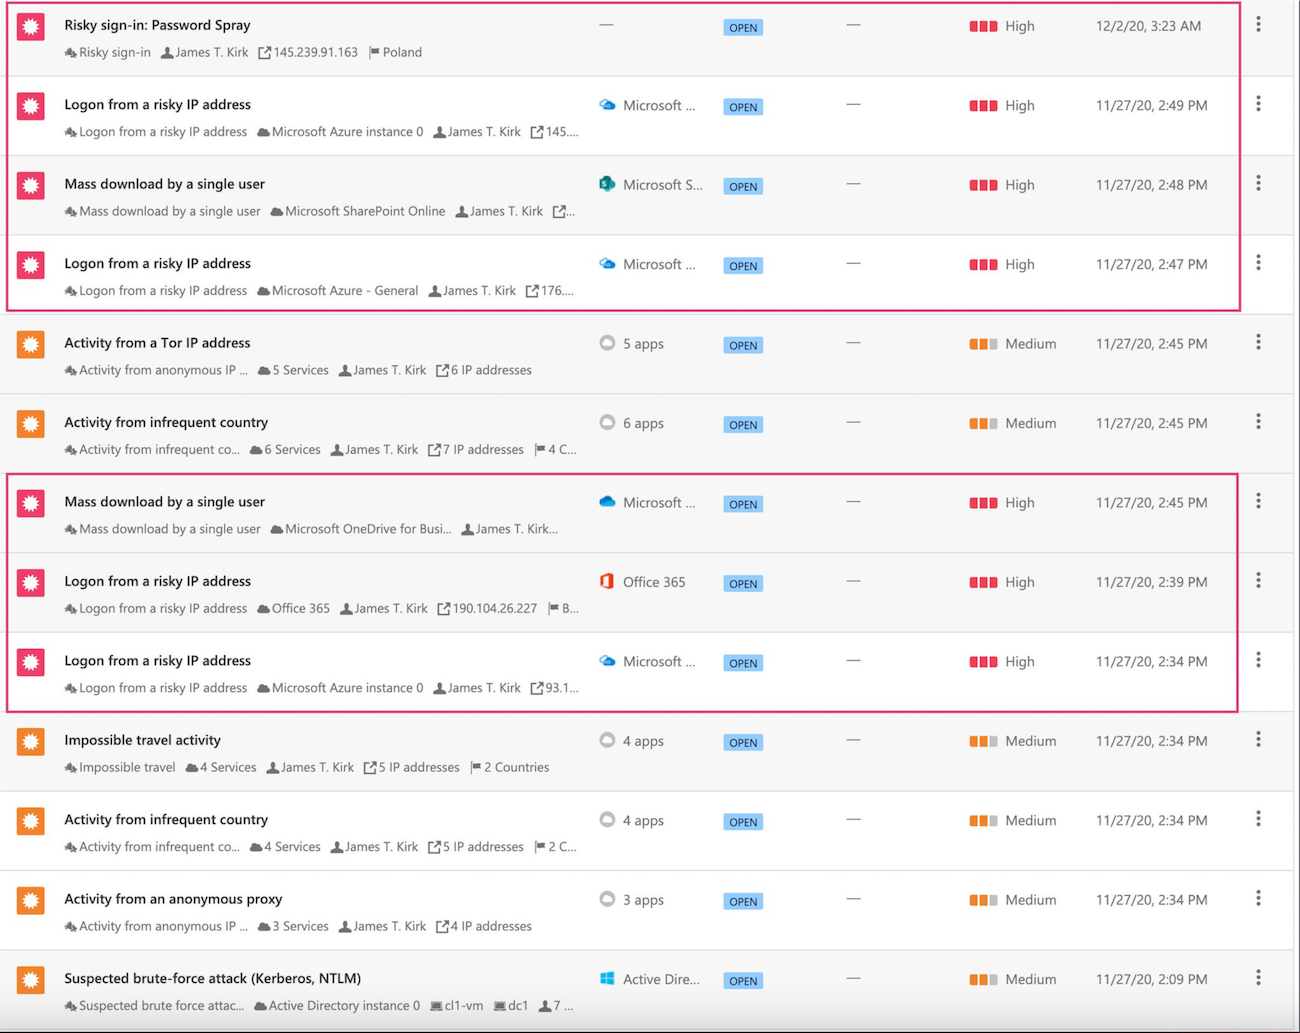 Risky sign-in: Password Spray — OPEN — High 12/2/20, 3:23 AM
Risky sign-in James T. Kirk 145.239.91.163 Poland
Logon from a risky IP address Microsoft ... OPEN — High 11/27/20, 2:49 PM
Logon from a risky IP address Microsoft Azure instance 0 James T. Kirk 145....
Mass download by a single user Microsoft S... OPEN — High 11/27/20, 2:48 PM
Mass download by a single user Microsoft SharePoint Online James T. Kirk ...
Logon from a risky IP address Microsoft ... OPEN — High 11/27/20, 2:47 PM
Logon from a risky IP address Microsoft Azure - General James T. Kirk 176....
Activity from a Tor IP address 5 apps OPEN — Medium 11/27/20, 2:45 PM
Activity from anonymous IP ... 5 Services James T. Kirk 6 IP addresses
Activity from infrequent country 6 apps OPEN — Medium 11/27/20, 2:45 PM
Activity from infrequent co... 6 Services James T. Kirk 7 IP addresses 4 C...
Mass download by a single user Microsoft ... OPEN — High 11/27/20, 2:45 PM
Mass download by a single user Microsoft OneDrive for Busi... James T. Kirk...
Logon from a risky IP address Office 365 OPEN — High 11/27/20, 2:39 PM
Logon from a risky IP address Office 365 James T. Kirk 190.104.26.227 B...
Logon from a risky IP address Microsoft ... OPEN — High 11/27/20, 2:34 PM
Logon from a risky IP address Microsoft Azure instance 0 James T. Kirk 93.1...
Impossible travel activity 4 apps OPEN — Medium 11/27/20, 2:34 PM
Impossible travel 4 Services James T. Kirk 5 IP addresses 2 Countries
Activity from infrequent country 4 apps OPEN — Medium 11/27/20, 2:34 PM
Activity from infrequent co... 4 Services James T. Kirk 5 IP addresses 2 C...
Activity from an anonymous proxy 3 apps OPEN — Medium 11/27/20, 2:34 PM
Activity from anonymous IP ... 3 Services James T. Kirk 4 IP addresses
Suspected brute-force attack (Kerberos, NTLM) Active Dire... OPEN — Medium 11/27/20, 2:09 PM
Suspected brute force attac... Active Directory instance 0 cl1-vm dc1 7 ...